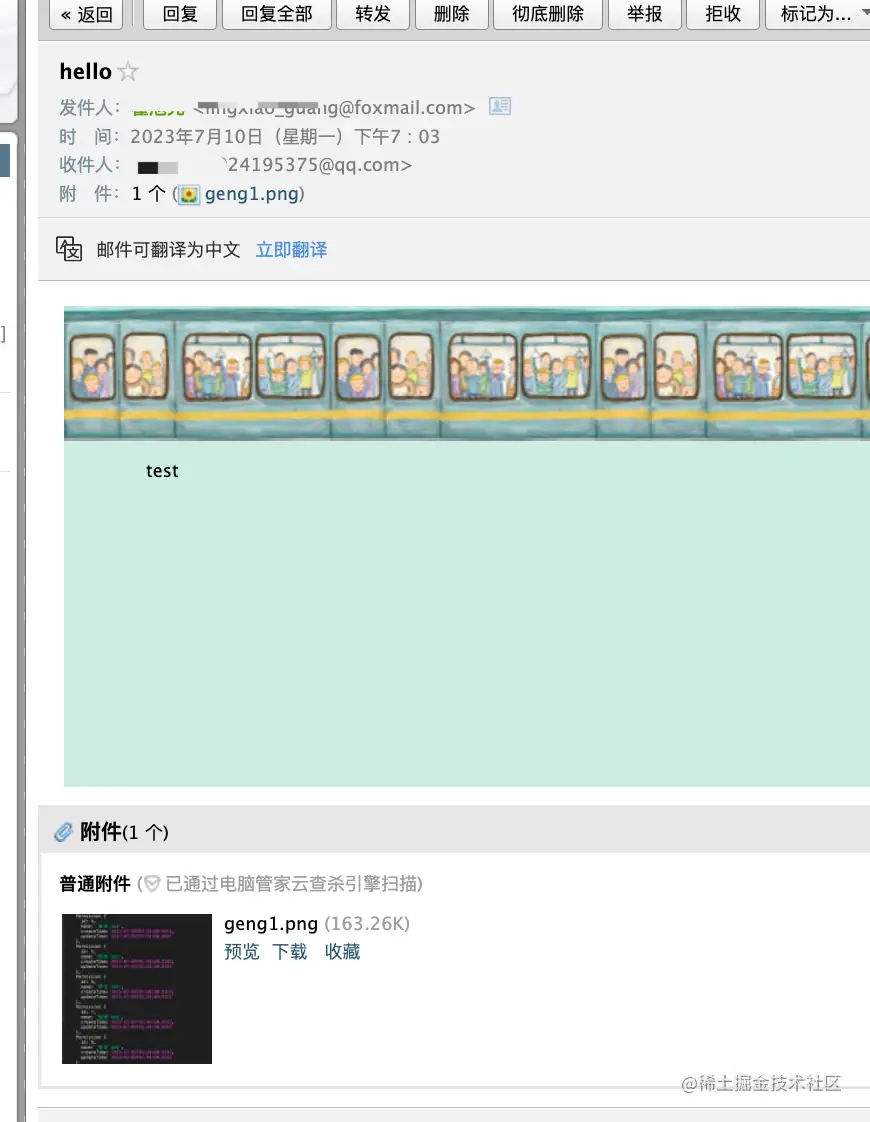 « 返回 回复 回复全部 转发 删除 彻底删除 举报 拒收 标记为...
hello
发件人: @foxmail.com>
时 间: 2023年7月10日（星期一）下午7 : 03
收件人: 24195375@qq.com>
附 件: 1 个 (geng1.png)
邮件可翻译为中文 立即翻译
]
test
附件(1 个)
普通附件 (已通过电脑管家云查杀引擎扫描)
geng1.png (163.26K)
预览 下载 收藏
@稀土掘金技术社区